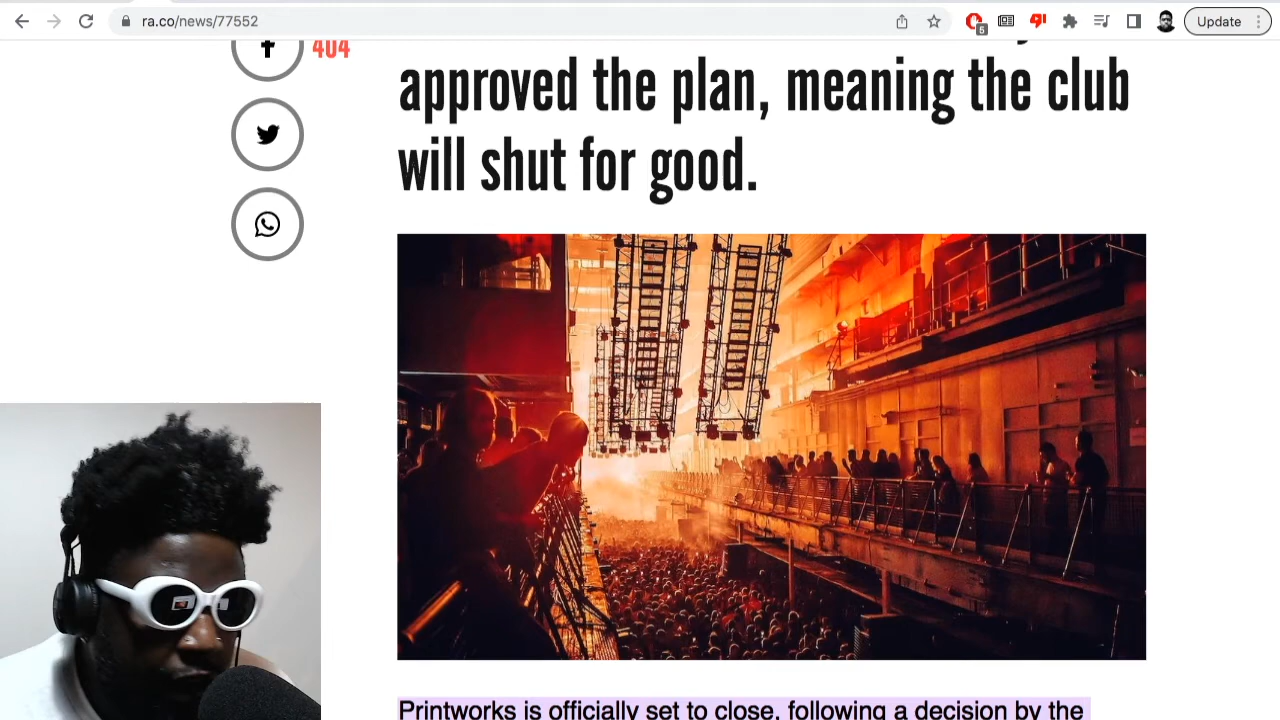 ra.co/news/77552
5
Update
404
approved the plan, meaning the club
will shut for good.
Printworks is officially set to close, following a decision by the